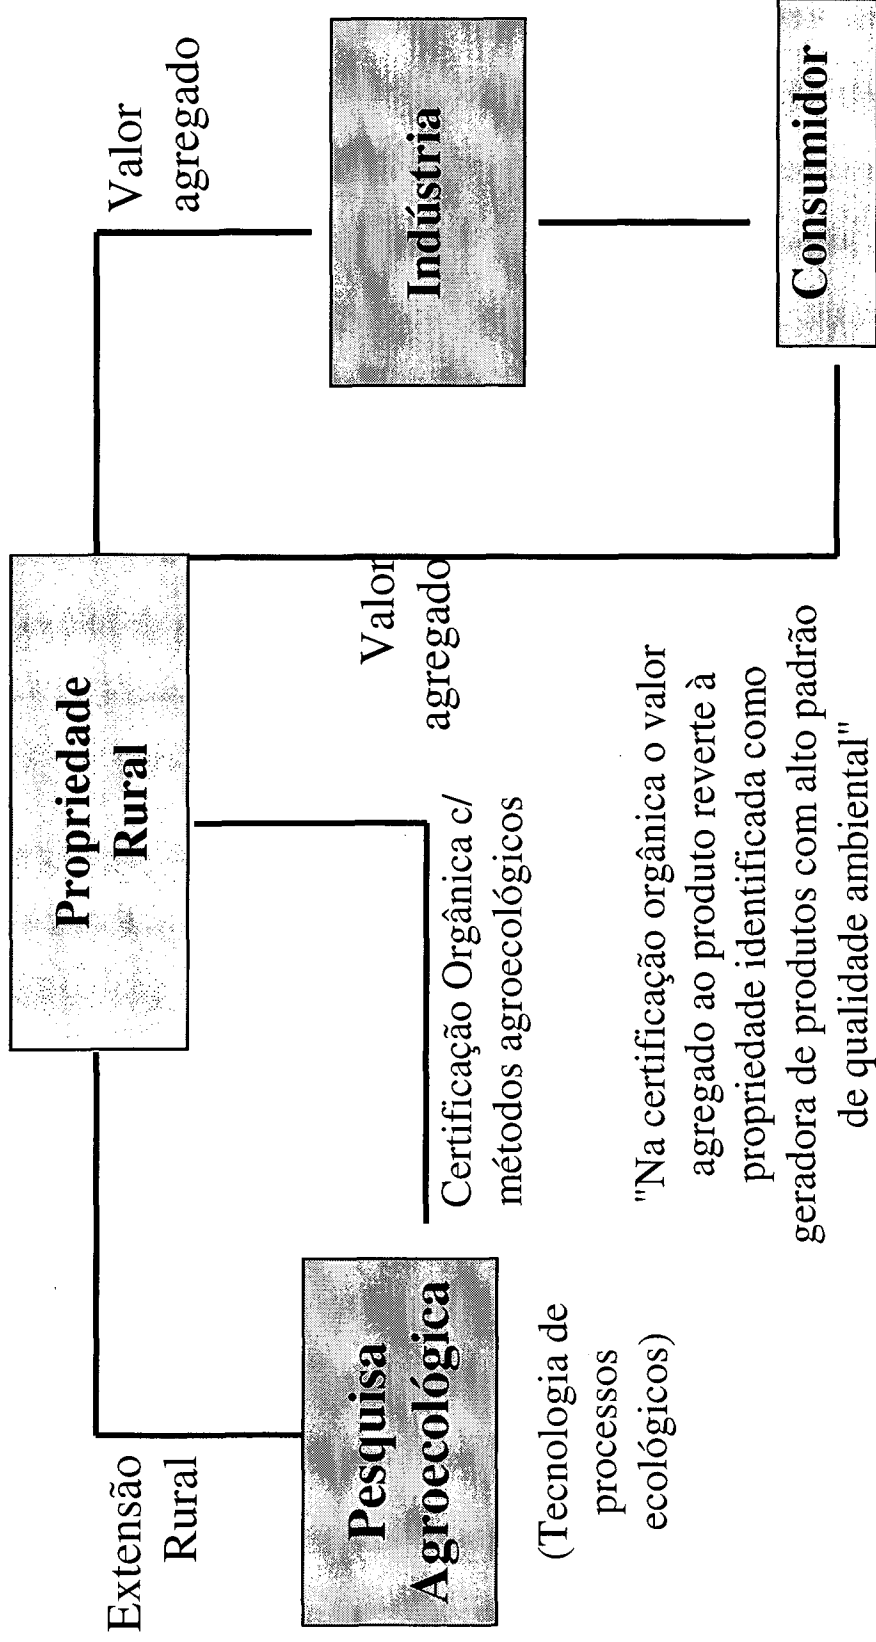 Propriedade
Rural
Extensão
Rural
Valor
agregado
Pesquisa
Agroecológica
Certificação Orgânica c/
métodos agroecológicos
Valor
agregado
Indústria
(Tecnologia de
processos
ecológicos)
"Na certificação orgânica o valor
agregado ao produto reverte à
propriedade identificada como
geradora de produtos com alto padrão
de qualidade ambiental"
Consumidor